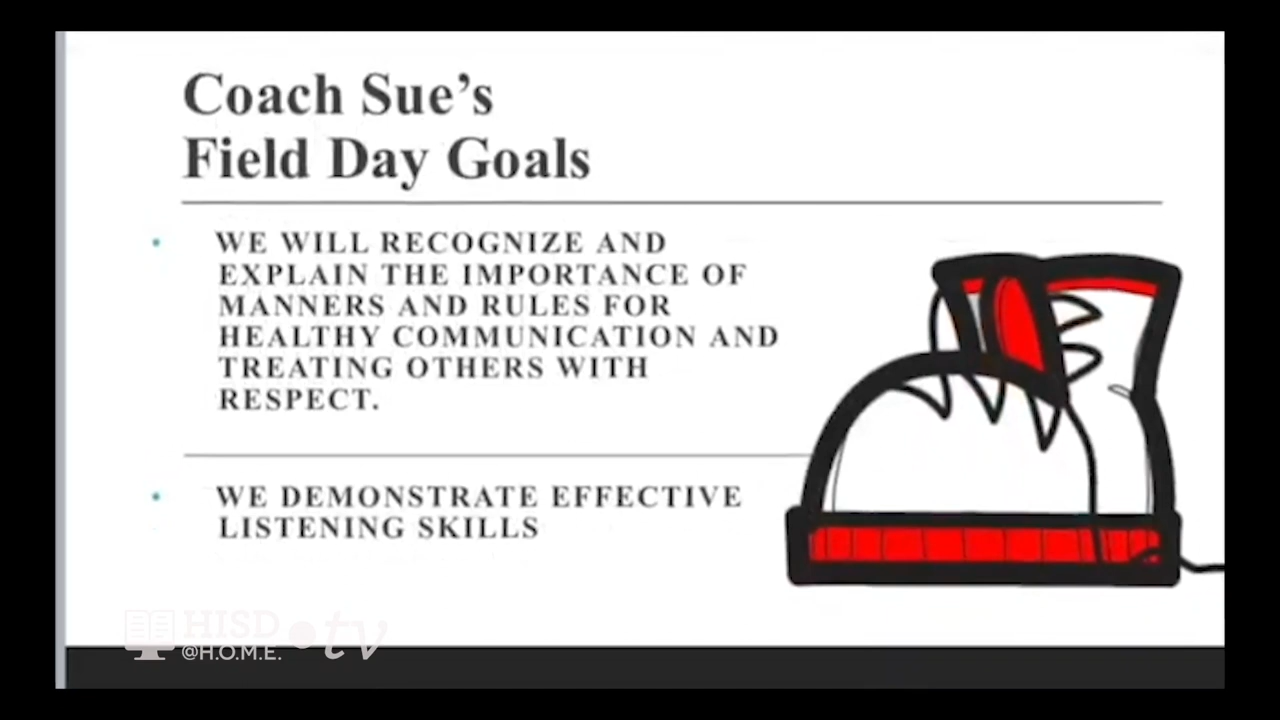 Coach Sue's
Field Day Goals
WE WILL RECOGNIZE AND
EXPLAIN THE IMPORTANCE OF
MANNERS AND RULES FOR
HEALTHY COMMUNICATION AND
TREATING OTHERS WITH
RESPECT.
WE DEMONSTRATE EFFECTIVE
LISTENING SKILLS
HISD
@H.O.M.E.
tv